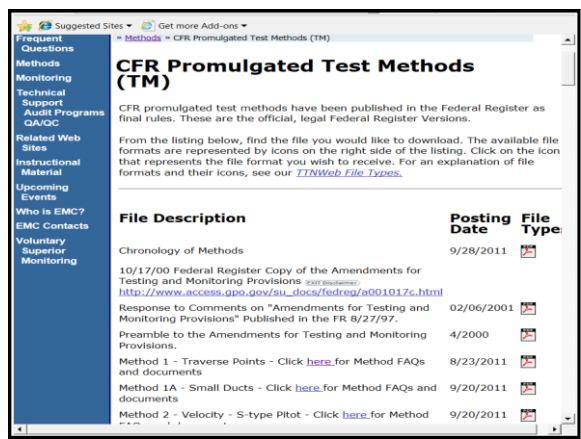 Suggested Sites ▾ Get more Add-ons ▾
Frequent
Questions
Methods
Monitoring
Technical
Support
Audit Programs
QA/QC
Related Web
Sites
Instructional
Material
Upcoming
Events
Who is EMC?
EMC Contacts
Voluntary
Superior
Monitoring
» Methods » CFR Promulgated Test Methods (TM)
CFR Promulgated Test Methods
(TM)
CFR promulgated test methods have been published in the Federal Register as
final rules. These are the official, legal Federal Register Versions.
From the listing below, find the file you would like to download. The available file
formats are represented by icons on the right side of the listing. Click on the icon
that represents the file format you wish to receive. For an explanation of file
formats and their icons, see our TTNWeb File Types.
File Description Posting File
Date Type
Chronology of Methods 9/28/2011
10/17/00 Federal Register Copy of the Amendments for
Testing and Monitoring Provisions EXIT Disclaimer
http://www.access.gpo.gov/su_docs/fedreg/a001017c.html
Response to Comments on "Amendments for Testing and 02/06/2001
Monitoring Provisions" Published in the FR 8/27/97.
Preamble to the Amendments for Testing and Monitoring 4/2000
Provisions.
Method 1 - Traverse Points - Click here for Method FAQs 8/23/2011
and documents
Method 1A - Small Ducts - Click here for Method FAQs and 9/20/2011
documents
Method 2 - Velocity - S-type Pitot - Click here for Method 9/20/2011